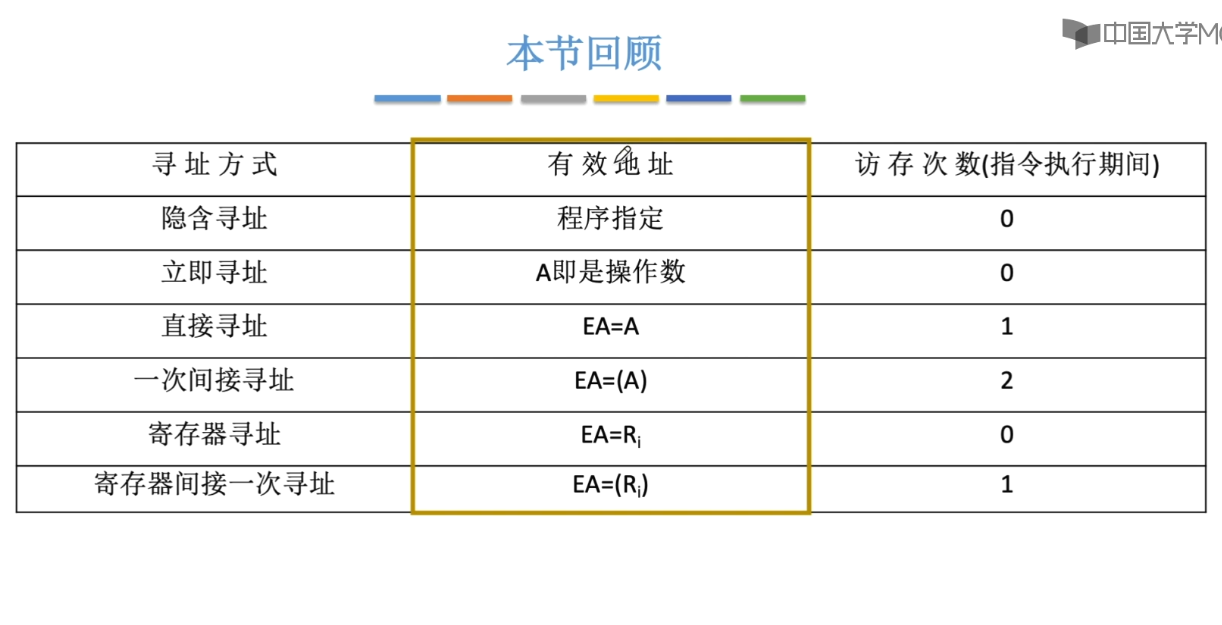 中国大学M
本节回顾
寻址方式 有效地址 访存次数(指令执行期间)
隐含寻址 程序指定 0
立即寻址 A即是操作数 0
直接寻址 EA=A 1
一次间接寻址 EA=(A) 2
寄存器寻址 EA=Ri 0
寄存器间接一次寻址 EA=(Ri) 1